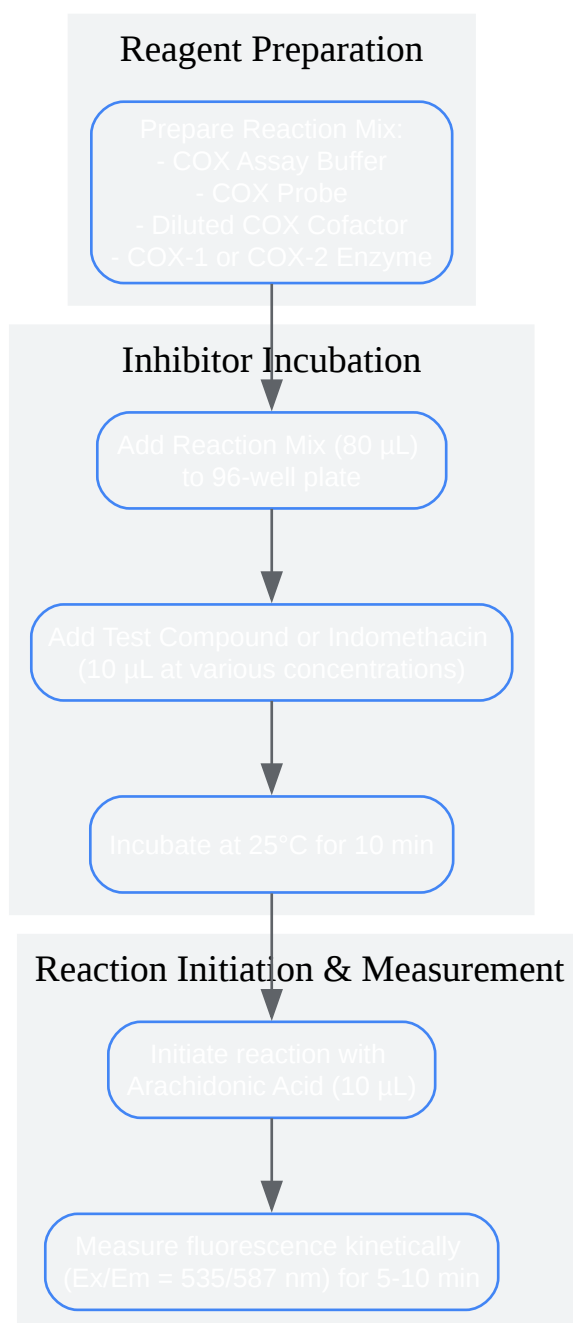 Reagent Preparation
Prepare Reaction Mix:
- COX Assay Buffer
- COX Probe
- Diluted COX Cofactor
- COX-1 or COX-2 Enzyme
Inhibitor Incubation
Add Reaction Mix (80 µL)
to 96-well plate
Add Test Compound or Indomethacin
(10 µL at various concentrations)
Incubate at 25°C for 10 min
Reaction Initiation & Measurement
Initiate reaction with
Arachidonic Acid (10 µL)
Measure fluorescence kinetically
(Ex/Em = 535/587 nm) for 5-10 min